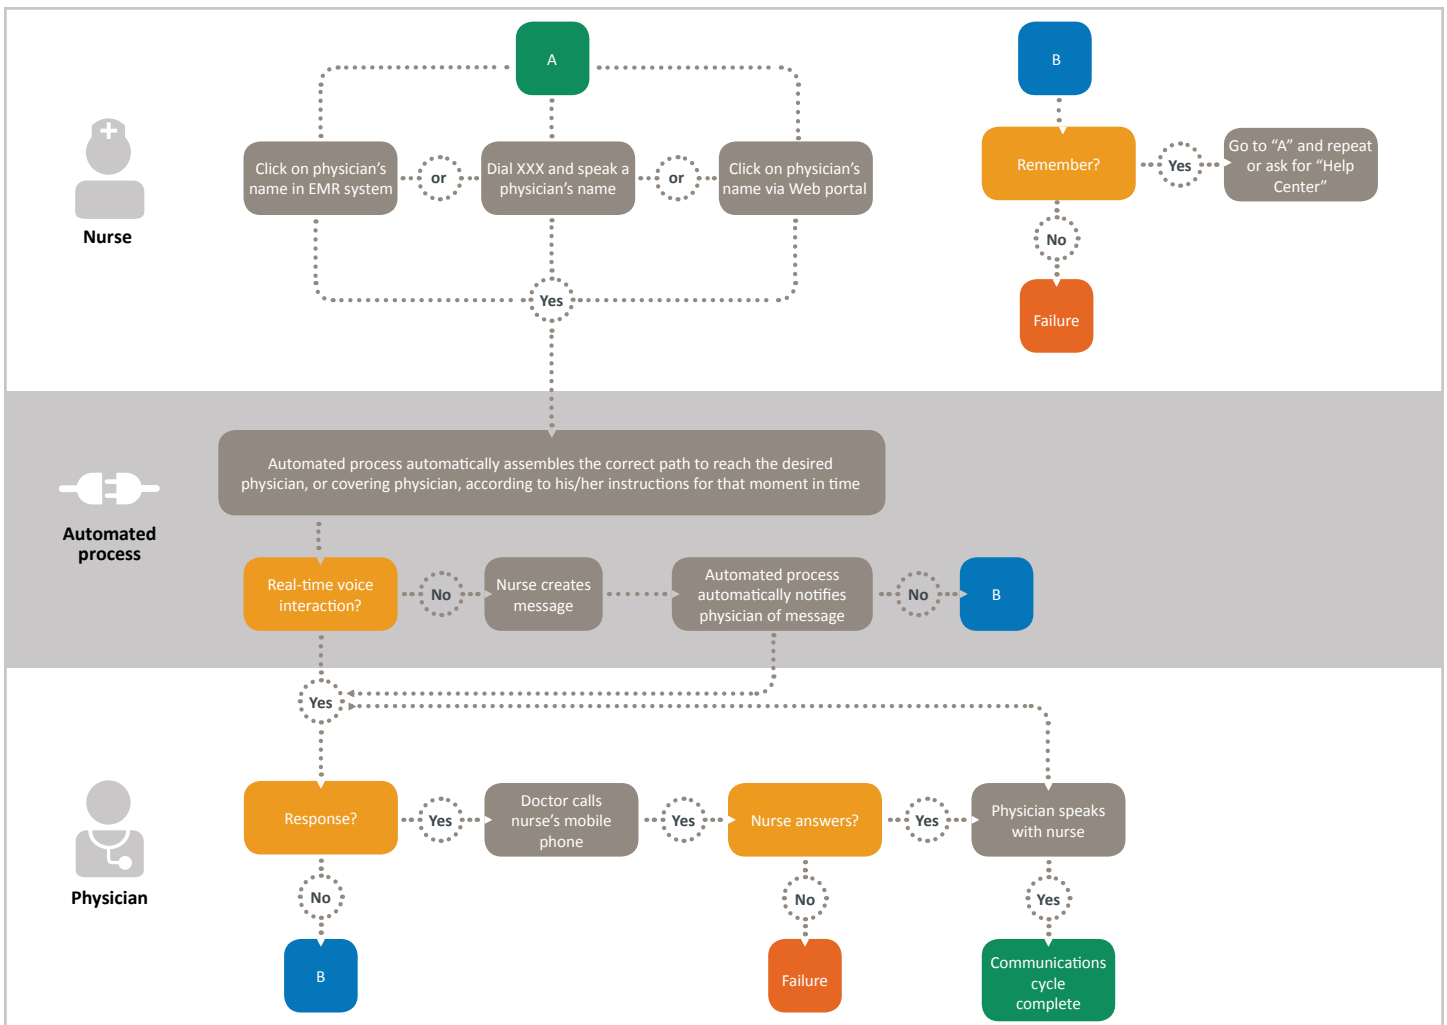 A
B
Click on physician's
name in EMR system
or
Dial XXX and speak a
physician's name
or
Click on physician's
name via Web portal
Remember?
Yes
Go to “A” and repeat
or ask for “Help
Center”
Nurse
No
Yes
Failure
Automated process automatically assembles the correct path to reach the desired
physician, or covering physician, according to his/her instructions for that moment in time
Automated
process
Real-time voice
interaction?
No
Nurse creates
message
Automated process
automatically notifies
physician of message
No
B
Yes
Response?
Yes
Doctor calls
nurse's mobile
phone
Yes
Nurse answers?
Yes
Physician speaks
with nurse
Physician
No
No
Yes
B
Failure
Communications
cycle
complete